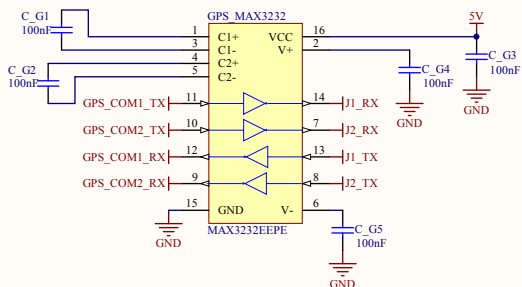 GPS_MAX3232
C_G1
100nF
1
C1+
3
C1-
4
C2+
5
C2-
C_G2
100nF
VCC
16
V+
2
5V
C_G3
100nF
GND
C_G4
100nF
GND
GPS_COM1_TX
11
14
J1_RX
GPS_COM2_TX
10
7
J2_RX
GPS_COM1_RX
12
13
J1_TX
GPS_COM2_RX
9
8
J2_TX
15
GND
V-
6
GND
MAX3232EEPE
C_G5
100nF
GND